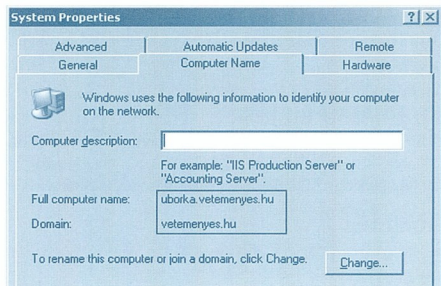 System Properties
Advanced Automatic Updates Remote
General Computer Name Hardware
Windows uses the following information to identify your computer
on the network.
Computer description:
For example: "IIS Production Server" or
"Accounting Server".
Full computer name: uborka.vetemenyes.hu
Domain: vetemenyes.hu
To rename this computer or join a domain, click Change. Change...